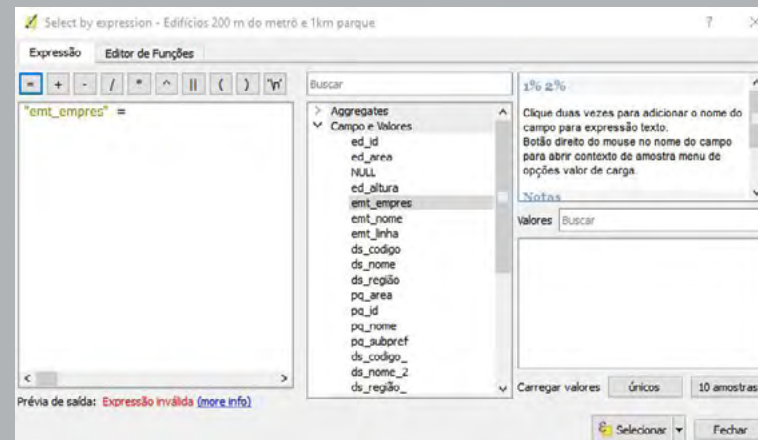 Select by expression - Edifícios 200 m do metrô e 1km parque
Expressão Editor de Funções
= + - / * ^ || ( ) '\n'
"emt_empres" =
Buscar
Aggregates
Campo e Valores
ed_id
ed_area
NULL
ed_altura
emt_empres
emt_nome
emt_linha
ds_codigo
ds_nome
ds_região
pq_area
pq_id
pq_nome
pq_subpref
ds_codigo_
ds_nome_2
ds_região_
1% 2%
Clique duas vezes para adicionar o nome do
campo para expressão texto.
Botão direito do mouse no nome do campo
para abrir contexto de amostra menu de
opções valor de carga.
Notas
Valores Buscar
Carregar valores únicos 10 amostras
Prévia de saída: Expressão inválida (more info)
Selecionar Fechar